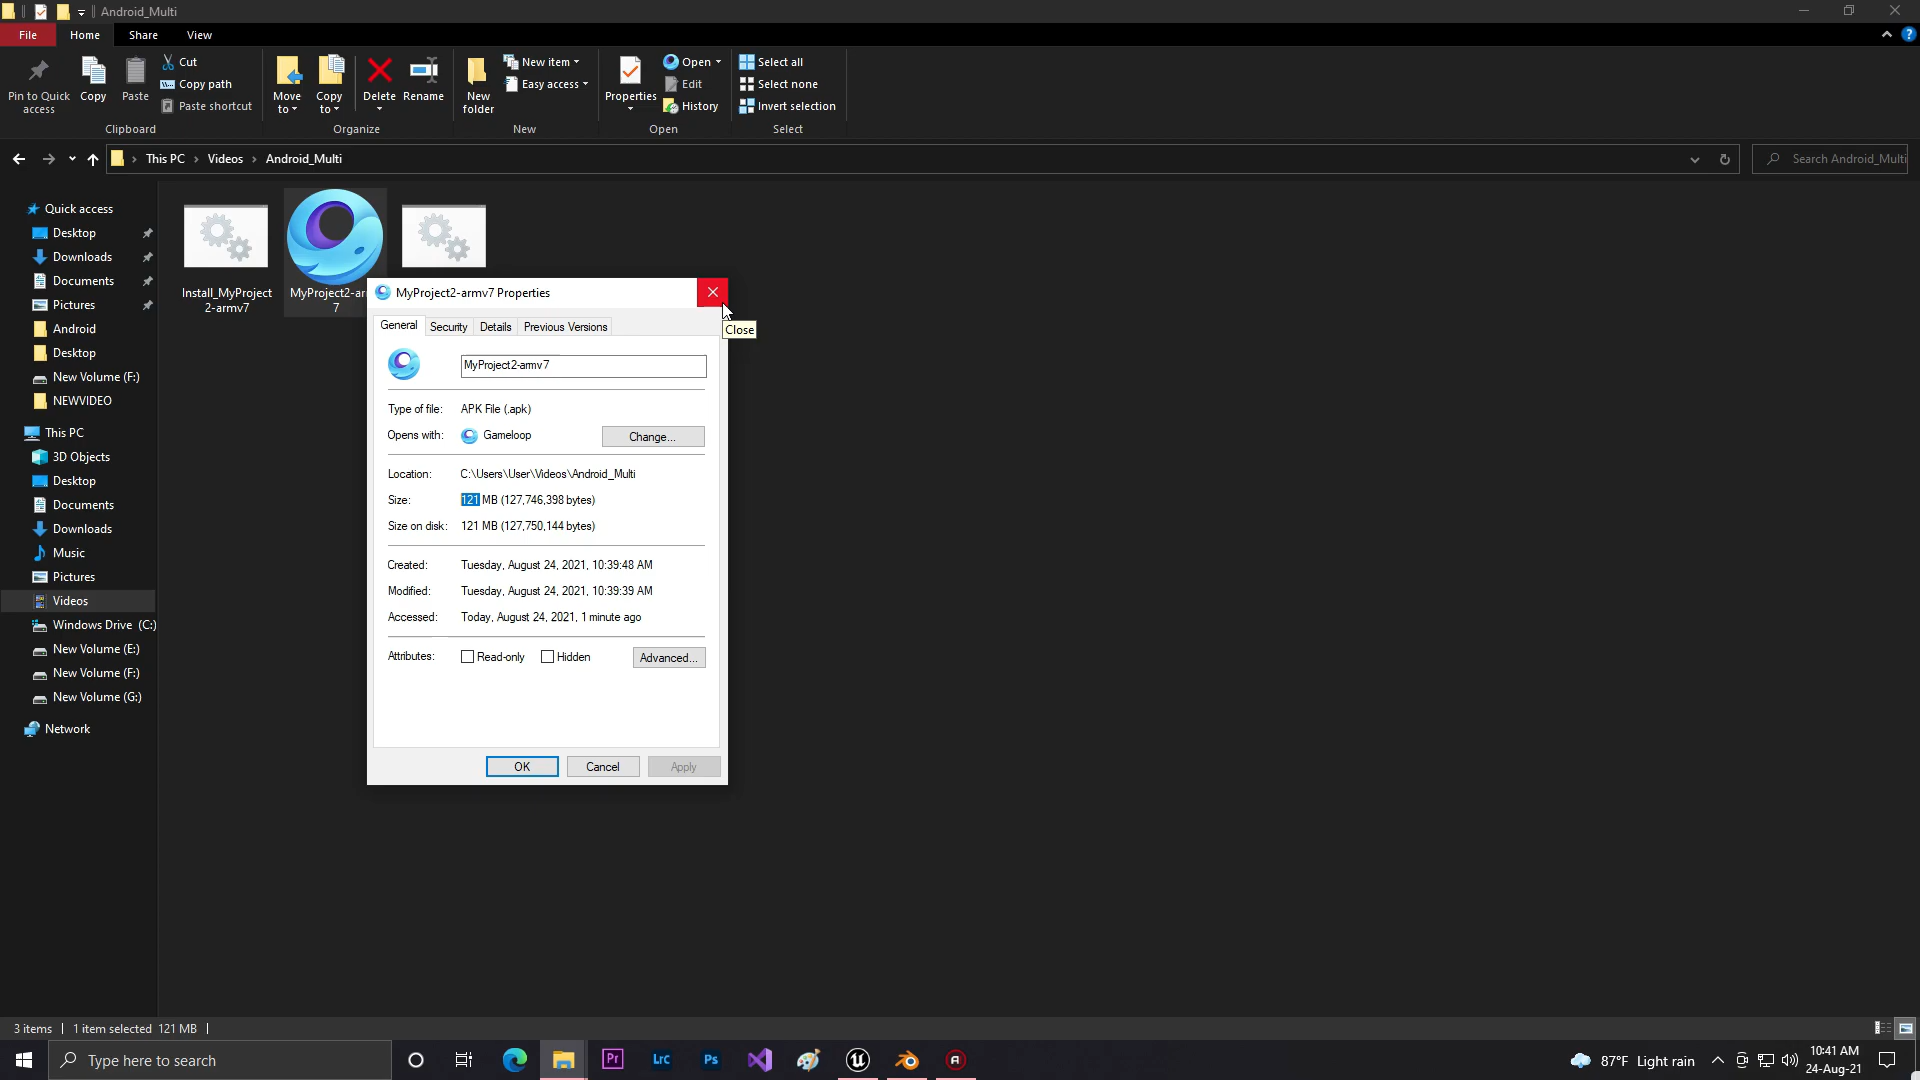 Android_Multi
File Home Share View
Pin to Quick access
Copy
Paste
Cut
Copy path
Paste shortcut
Clipboard
Move to
Copy to
Delete
Rename
Organize
New folder
New item
Easy access
New
Properties
Open
Edit
History
Open
Select all
Select none
Invert selection
Select
This PC Videos Android_Multi
Search Android_Multi
Quick access
Desktop
Downloads
Documents
Pictures
Android
Desktop
New Volume (F:)
NEWVIDEO
This PC
3D Objects
Desktop
Documents
Downloads
Music
Pictures
Videos
Windows Drive (C:)
New Volume (E:)
New Volume (F:)
New Volume (G:)
Network
Install_MyProject
2-armv7
MyProject2-ar
7
MyProject2-armv7 Properties
Close
General Security Details Previous Versions
MyProject2-armv7
Type of file: APK File (.apk)
Opens with: Gameloop Change...
Location: C:\Users\User\Videos\Android_Multi
Size: 121 MB (127,746,398 bytes)
Size on disk: 121 MB (127,750,144 bytes)
Created: Tuesday, August 24, 2021, 10:39:48 AM
Modified: Tuesday, August 24, 2021, 10:39:39 AM
Accessed: Today, August 24, 2021, 1 minute ago
Attributes: Read-only Hidden Advanced...
OK Cancel Apply
3 items 1 item selected 121 MB
Type here to search
Pr
Lrc
Ps
87°F Light rain
10:41 AM
24-Aug-21